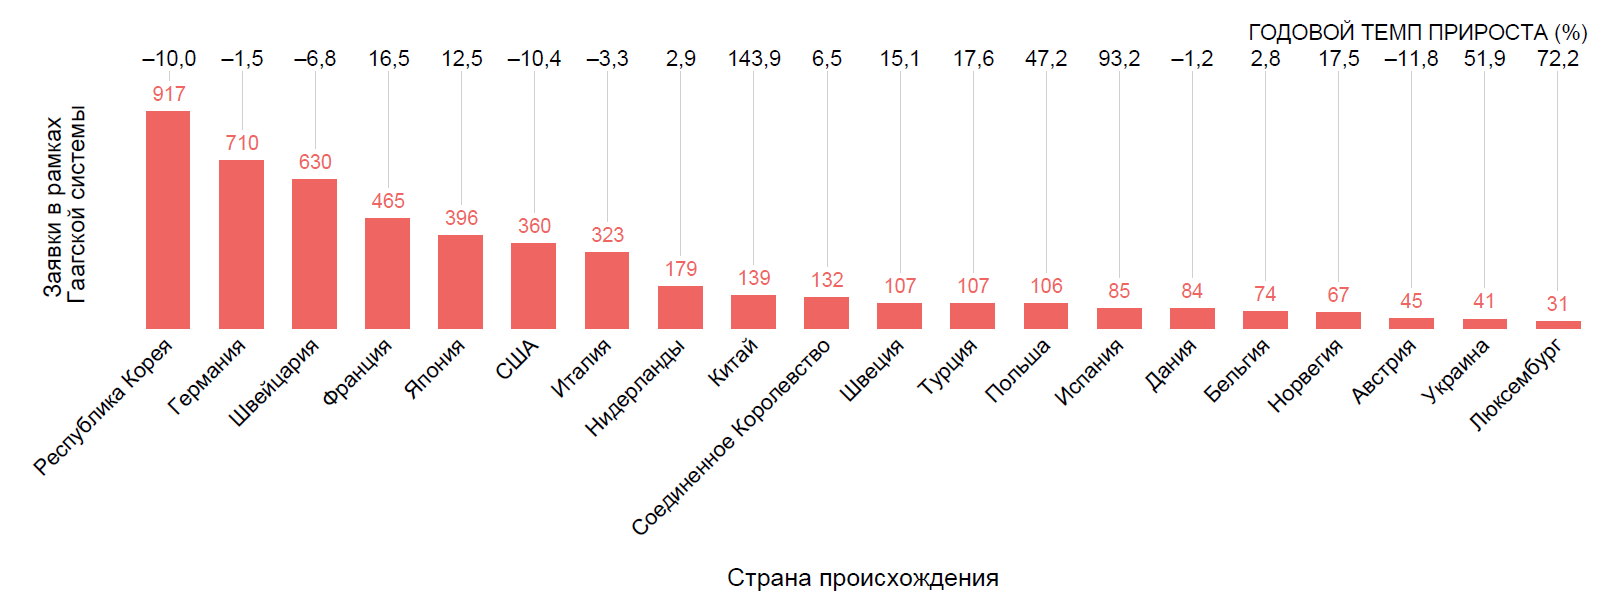 ГОДОВОЙ ТЕМП ПРИРОСТА (%)
–10,0 –1,5 –6,8 16,5 12,5 –10,4 –3,3 2,9 143,9 6,5 15,1 17,6 47,2 93,2 –1,2 2,8 17,5 –11,8 51,9 72,2
917 710 630 465 396 360 323 179 139 132 107 107 106 85 84 74 67 45 41 31
Заявки в рамках
Гаагской системы
Республика Корея
Германия
Швейцария
Франция
Япония
США
Италия
Нидерланды
Китай
Соединенное Королевство
Швеция
Турция
Польша
Испания
Дания
Бельгия
Норвегия
Австрия
Украина
Люксембург
Страна происхождения